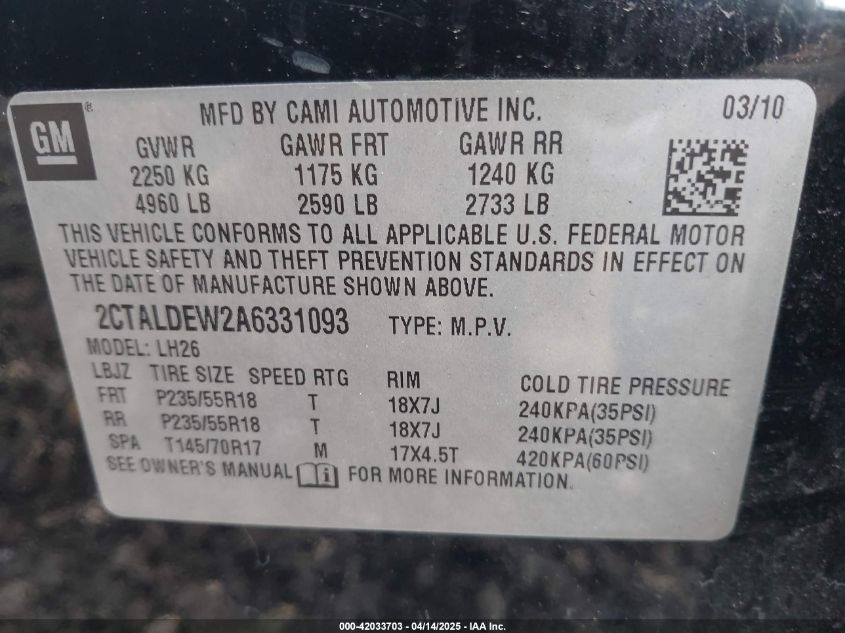 GM ® MFD BY CAMI AUTOMOTIVE INC. 03/10
GVWR GAWR FRT GAWR RR
2250 KG 1175 KG 1240 KG
4960 LB 2590 LB 2733 LB
THIS VEHICLE CONFORMS TO ALL APPLICABLE U.S. FEDERAL MOTOR
VEHICLE SAFETY AND THEFT PREVENTION STANDARDS IN EFFECT ON
THE DATE OF MANUFACTURE SHOWN ABOVE.
2CTALDEW2A6331093 TYPE: M.P.V.
MODEL: LH26
LBJZ TIRE SIZE SPEED RTG RIM COLD TIRE PRESSURE
FRT P235/55R18 T 18X7J 240KPA(35PSI)
RR P235/55R18 T 18X7J 240KPA(35PSI)
SPA T145/70R17 M 17X4.5T 420KPA(60PSI)
SEE OWNER'S MANUAL i FOR MORE INFORMATION.
000-42033703 - 04/14/2025 - IAA Inc.